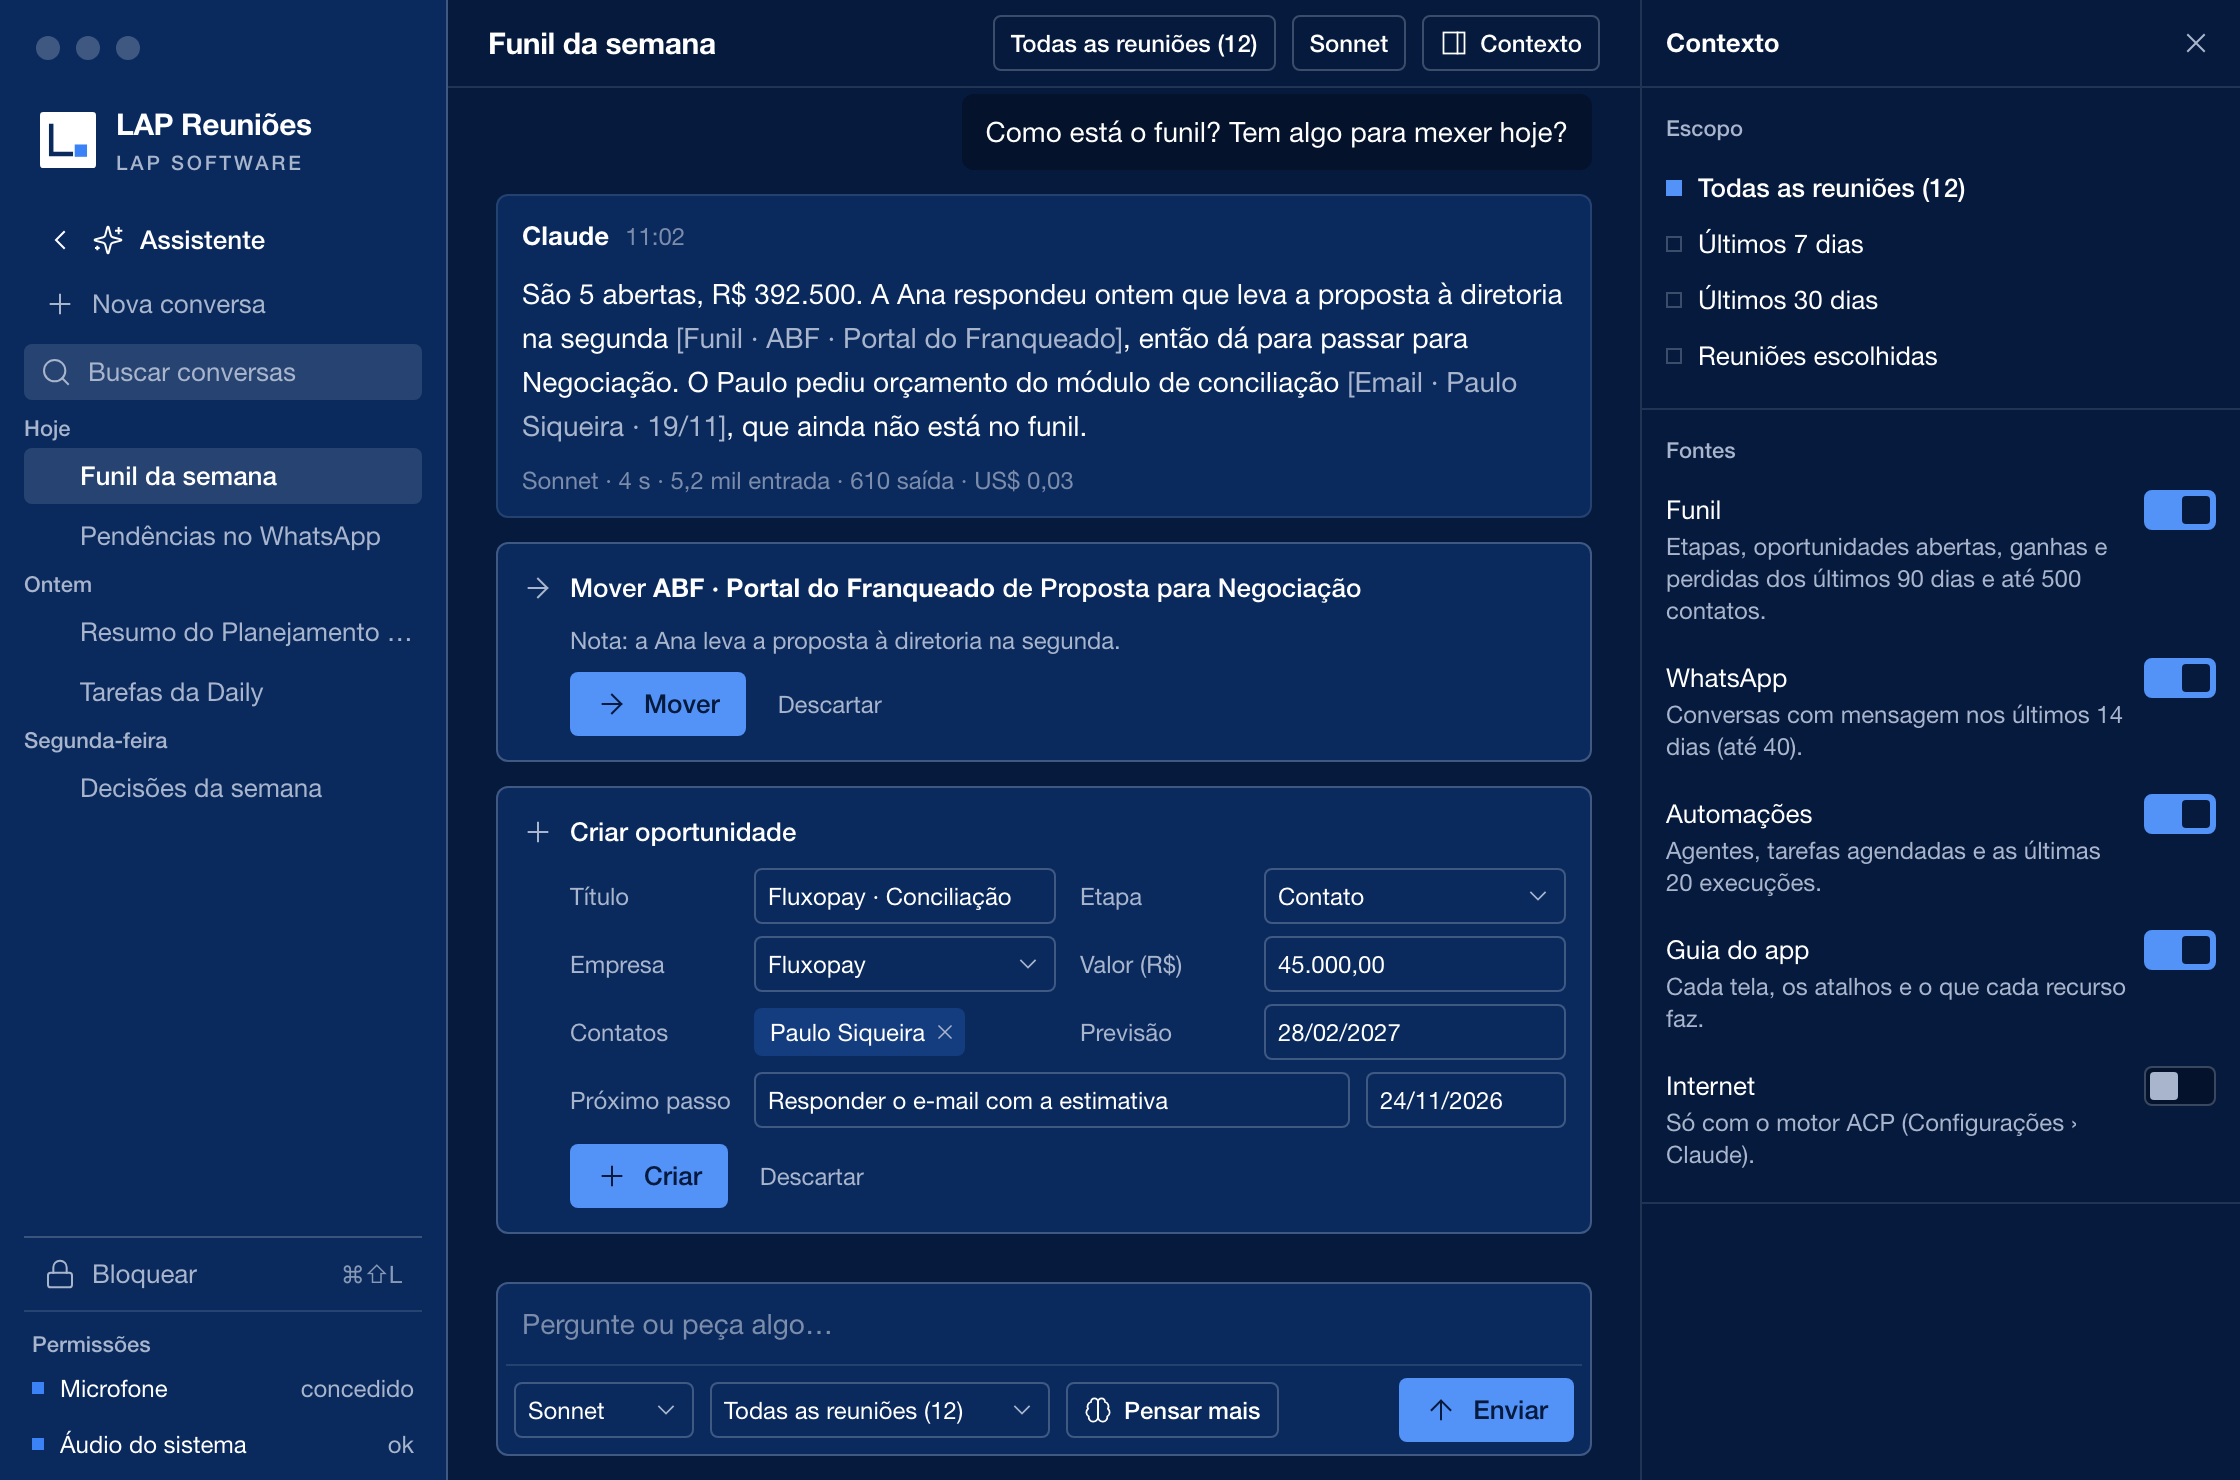 LAP Reuniões
LAP SOFTWARE
Assistente
Nova conversa
Buscar conversas
Hoje
Funil da semana
Pendências no WhatsApp
Ontem
Resumo do Planejamento …
Tarefas da Daily
Segunda-feira
Decisões da semana
Bloquear ⌘⇧L
Permissões
Microfone concedido
Áudio do sistema ok
Funil da semana
Todas as reuniões (12)
Sonnet
Contexto
Como está o funil? Tem algo para mexer hoje?
Claude 11:02
São 5 abertas, R$ 392.500. A Ana respondeu ontem que leva a proposta à diretoria
na segunda [Funil · ABF · Portal do Franqueado], então dá para passar para
Negociação. O Paulo pediu orçamento do módulo de conciliação [Email · Paulo
Siqueira · 19/11], que ainda não está no funil.
Sonnet · 4 s · 5,2 mil entrada · 610 saída · US$ 0,03
Mover ABF · Portal do Franqueado de Proposta para Negociação
Nota: a Ana leva a proposta à diretoria na segunda.
Mover
Descartar
Criar oportunidade
Título Fluxopay · Conciliação Etapa Contato
Empresa Fluxopay Valor (R$) 45.000,00
Contatos Paulo Siqueira Previsão 28/02/2027
Próximo passo Responder o e-mail com a estimativa 24/11/2026
Criar
Descartar
Pergunte ou peça algo…
Sonnet
Todas as reuniões (12)
Pensar mais
Enviar
Contexto
Escopo
Todas as reuniões (12)
Últimos 7 dias
Últimos 30 dias
Reuniões escolhidas
Fontes
Funil
Etapas, oportunidades abertas, ganhas e
perdidas dos últimos 90 dias e até 500
contatos.
WhatsApp
Conversas com mensagem nos últimos 14
dias (até 40).
Automações
Agentes, tarefas agendadas e as últimas
20 execuções.
Guia do app
Cada tela, os atalhos e o que cada recurso
faz.
Internet
Só com o motor ACP (Configurações ›
Claude).